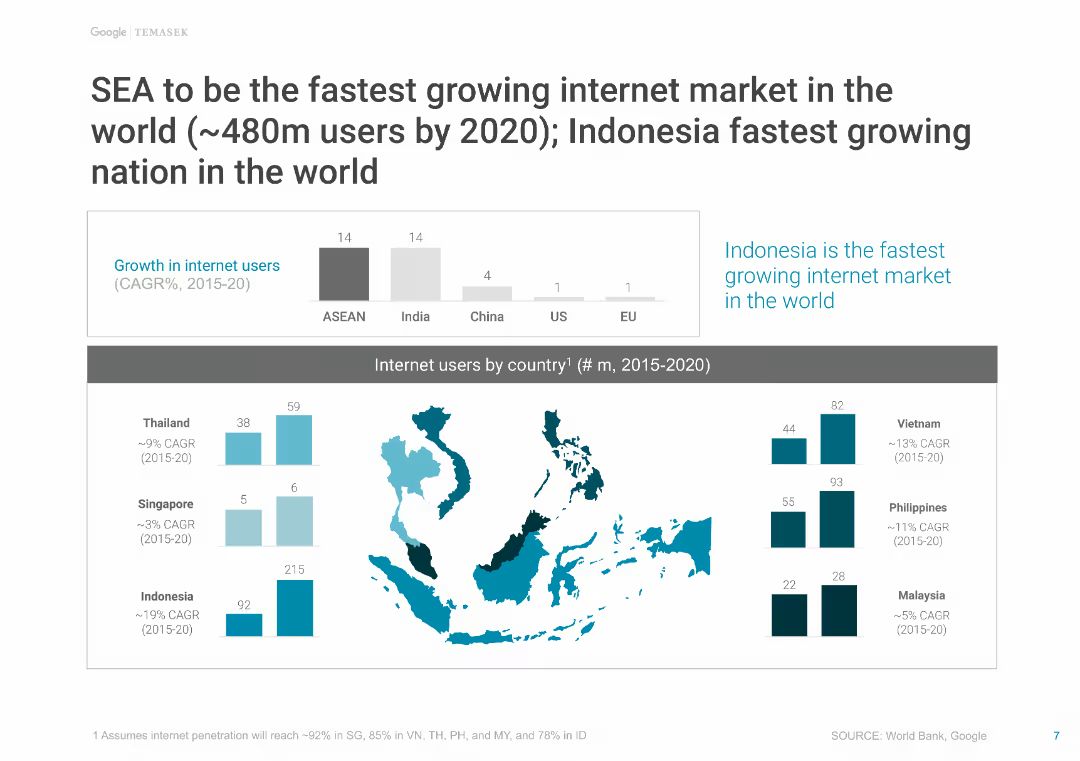 Google | TEMASEK
SEA to be the fastest growing internet market in the
world (~480m users by 2020); Indonesia fastest growing
nation in the world
Growth in internet users
(CAGR%, 2015-20)
14
14
4
1
1
ASEAN
India
China
US
EU
Indonesia is the fastest
growing internet market
in the world
Internet users by country¹ (# m, 2015-2020)
Thailand
~9% CAGR
(2015-20)
38
59
Singapore
~3% CAGR
(2015-20)
5
6
Indonesia
~19% CAGR
(2015-20)
92
215
44
82
Vietnam
~13% CAGR
(2015-20)
55
93
Philippines
~11% CAGR
(2015-20)
22
28
Malaysia
~5% CAGR
(2015-20)
1 Assumes internet penetration will reach ~92% in SG, 85% in VN, TH, PH, and MY, and 78% in ID
SOURCE: World Bank, Google
7